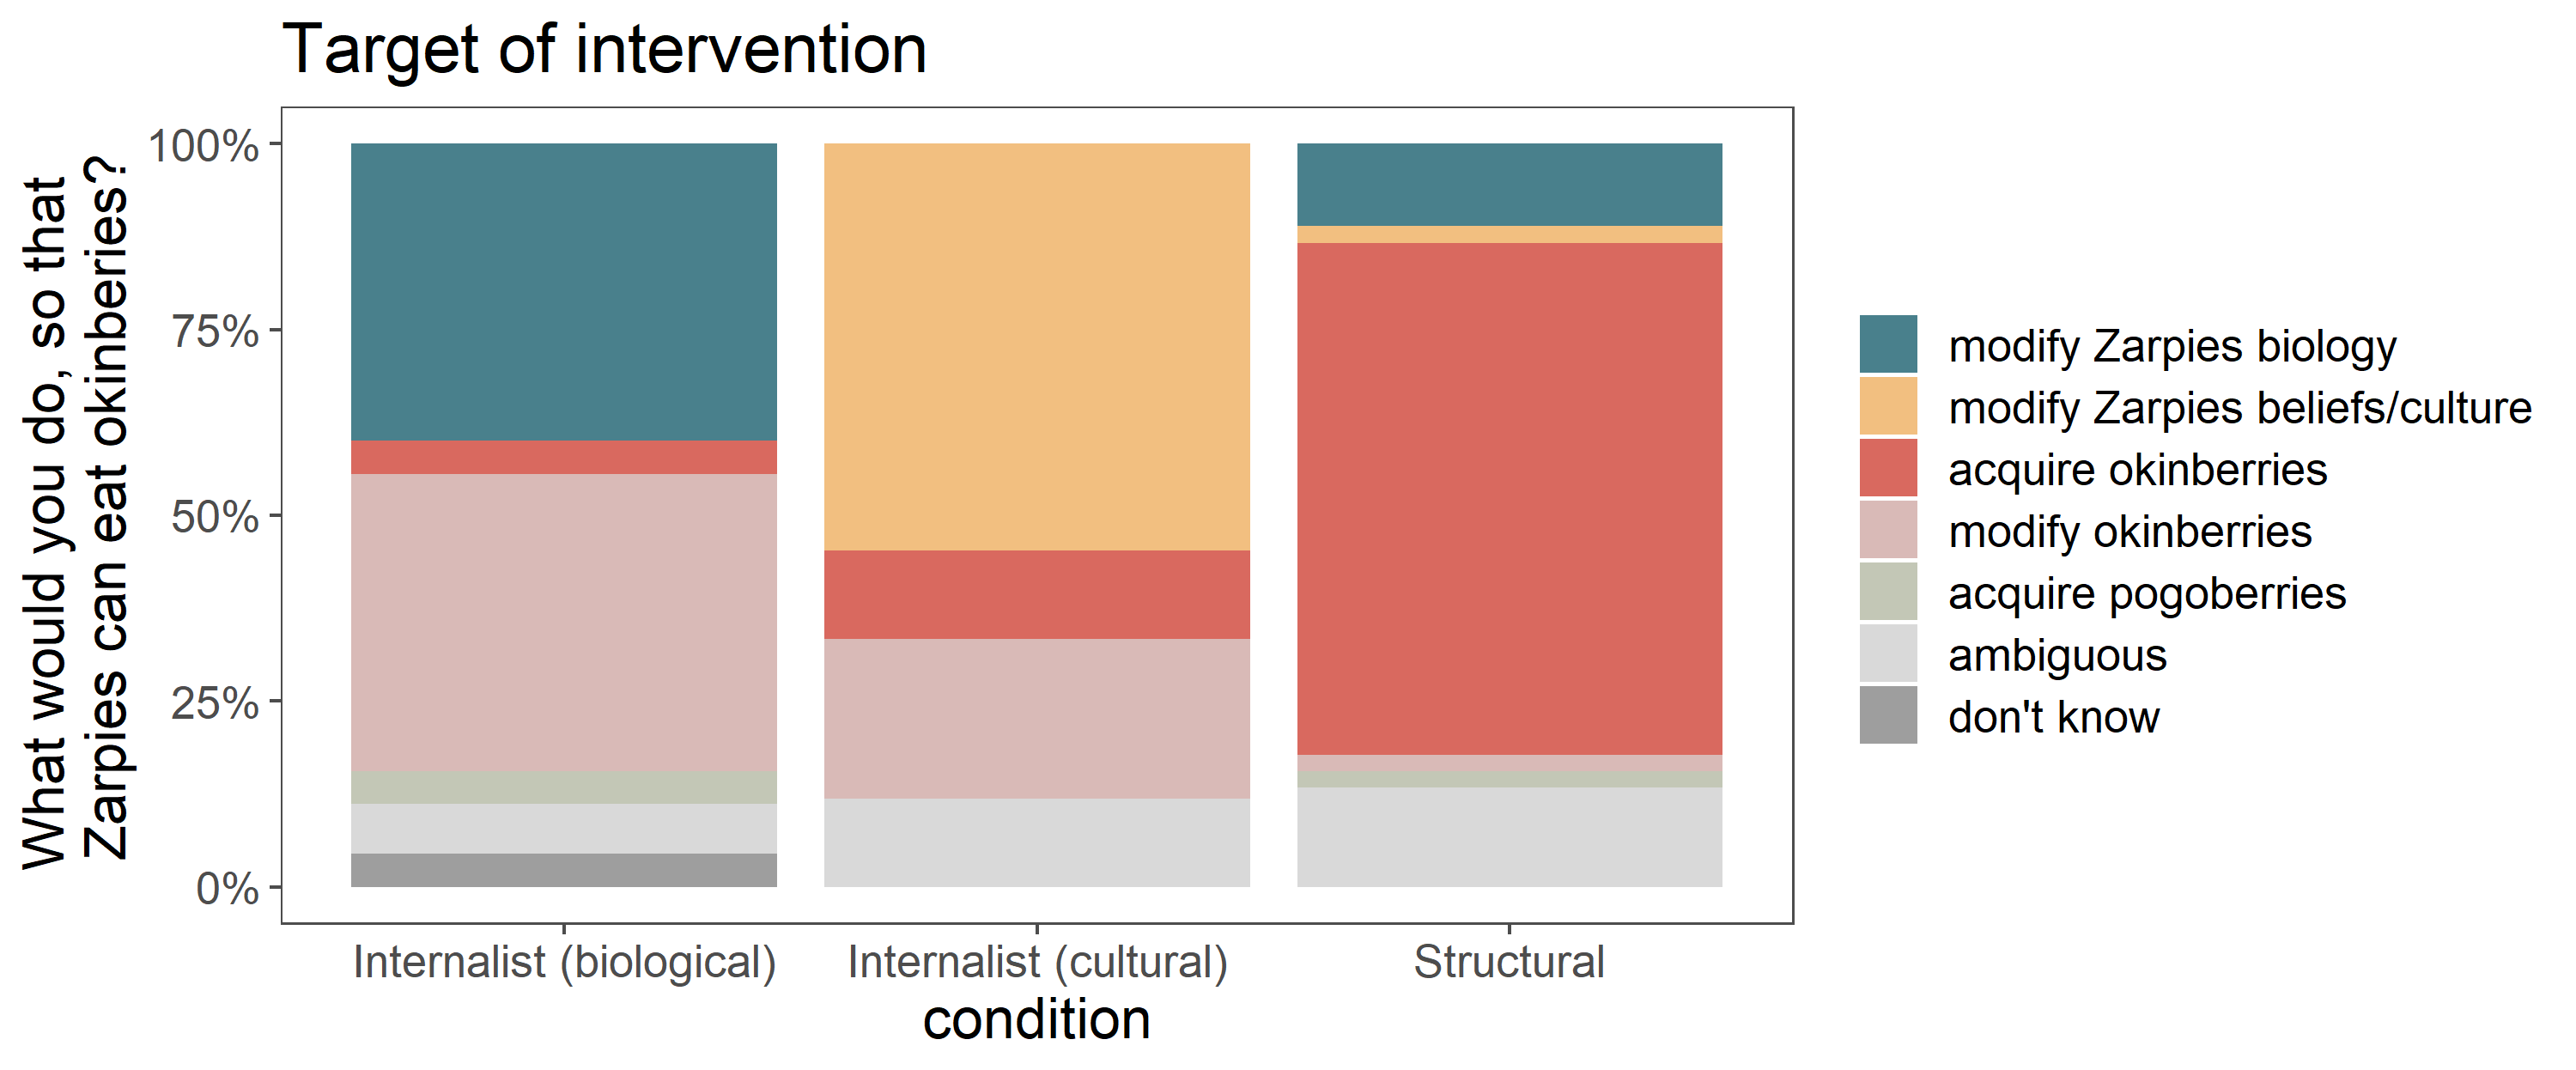 Target of intervention
What would you do, so that
Zarpies can eat okinberies?
100%
75%
50%
25%
0%
Internalist (biological)
Internalist (cultural)
Structural
condition
modify Zarpies biology
modify Zarpies beliefs/culture
acquire okinberries
modify okinberries
acquire pogoberries
ambiguous
don't know